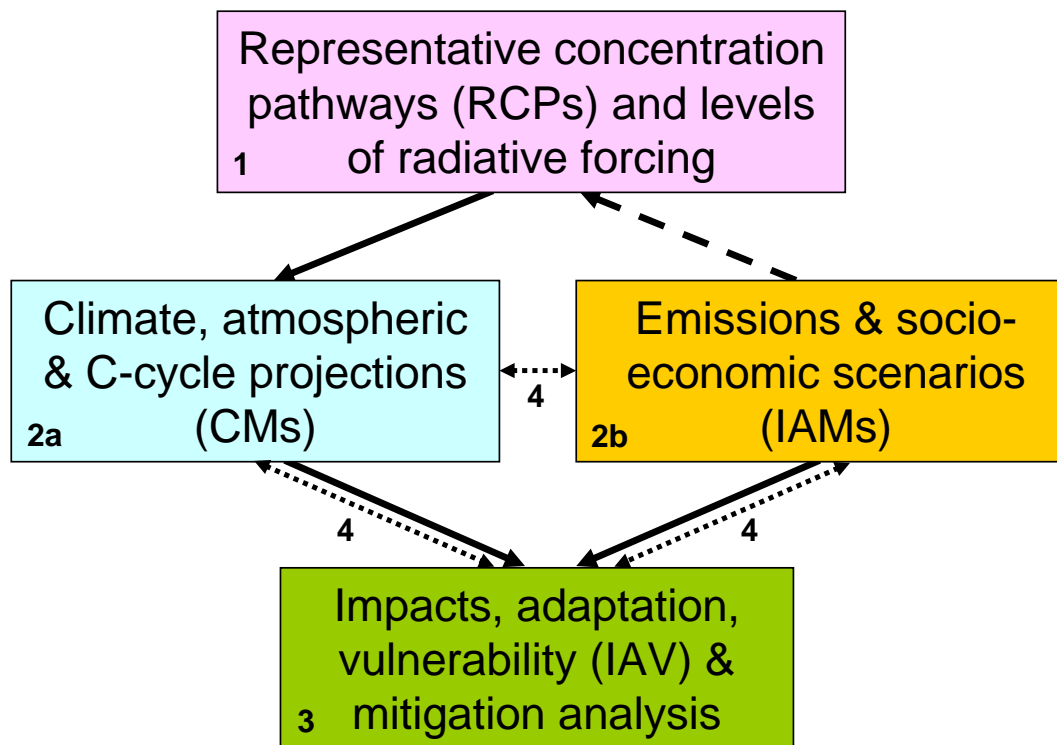 Representative concentration
pathways (RCPs) and levels
of radiative forcing
1
Climate, atmospheric
& C-cycle projections
(CMs)
2a
4
Emissions & socio-
economic scenarios
(IAMs)
2b
4
4
Impacts, adaptation,
vulnerability (IAV) &
mitigation analysis
3